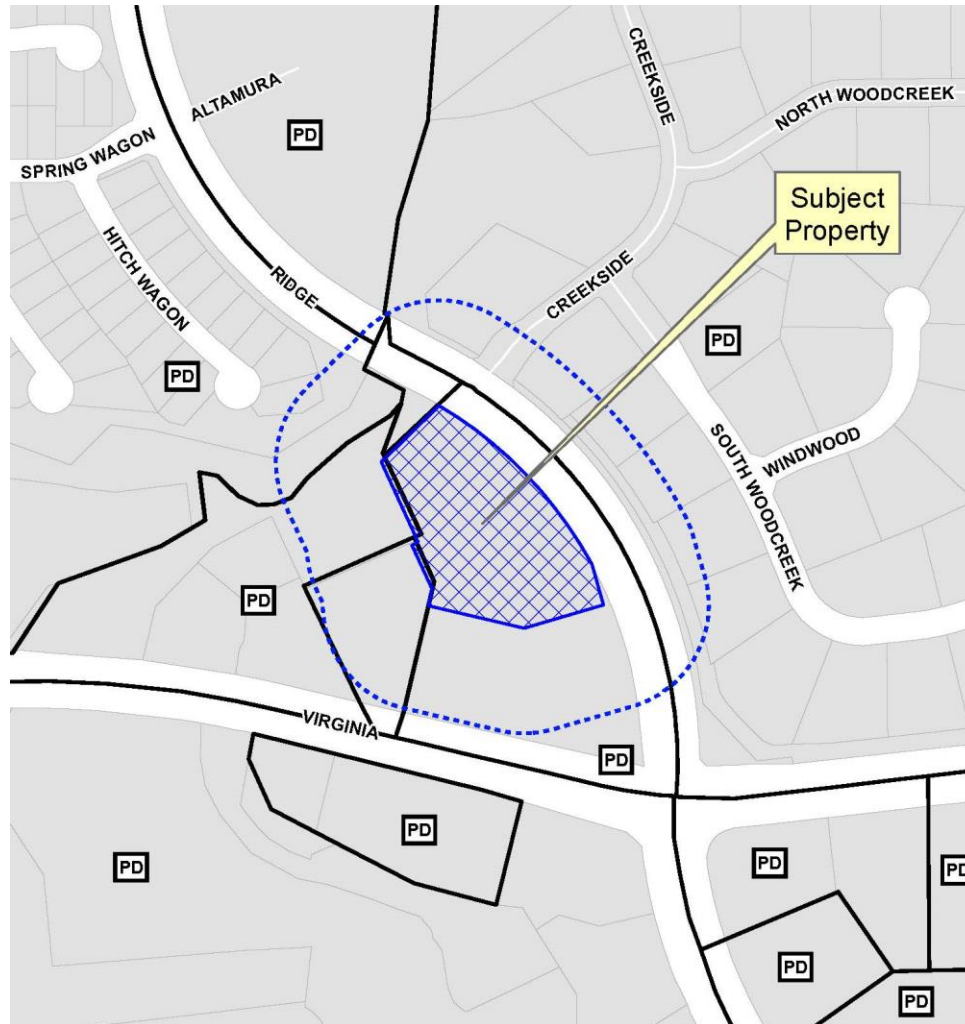 CREEKSIDE
ALTAMURA
NORTH WOODCREEK
PD
SPRING WAGON
Subject
Property
HITCH WAGON
RIDGE
CREEKSIDE
PD
PD
SOUTH WOODCREEK
WINDWOOD
PD
VIRGINIA
PD
PD
PD
PD
PD
PD
PD